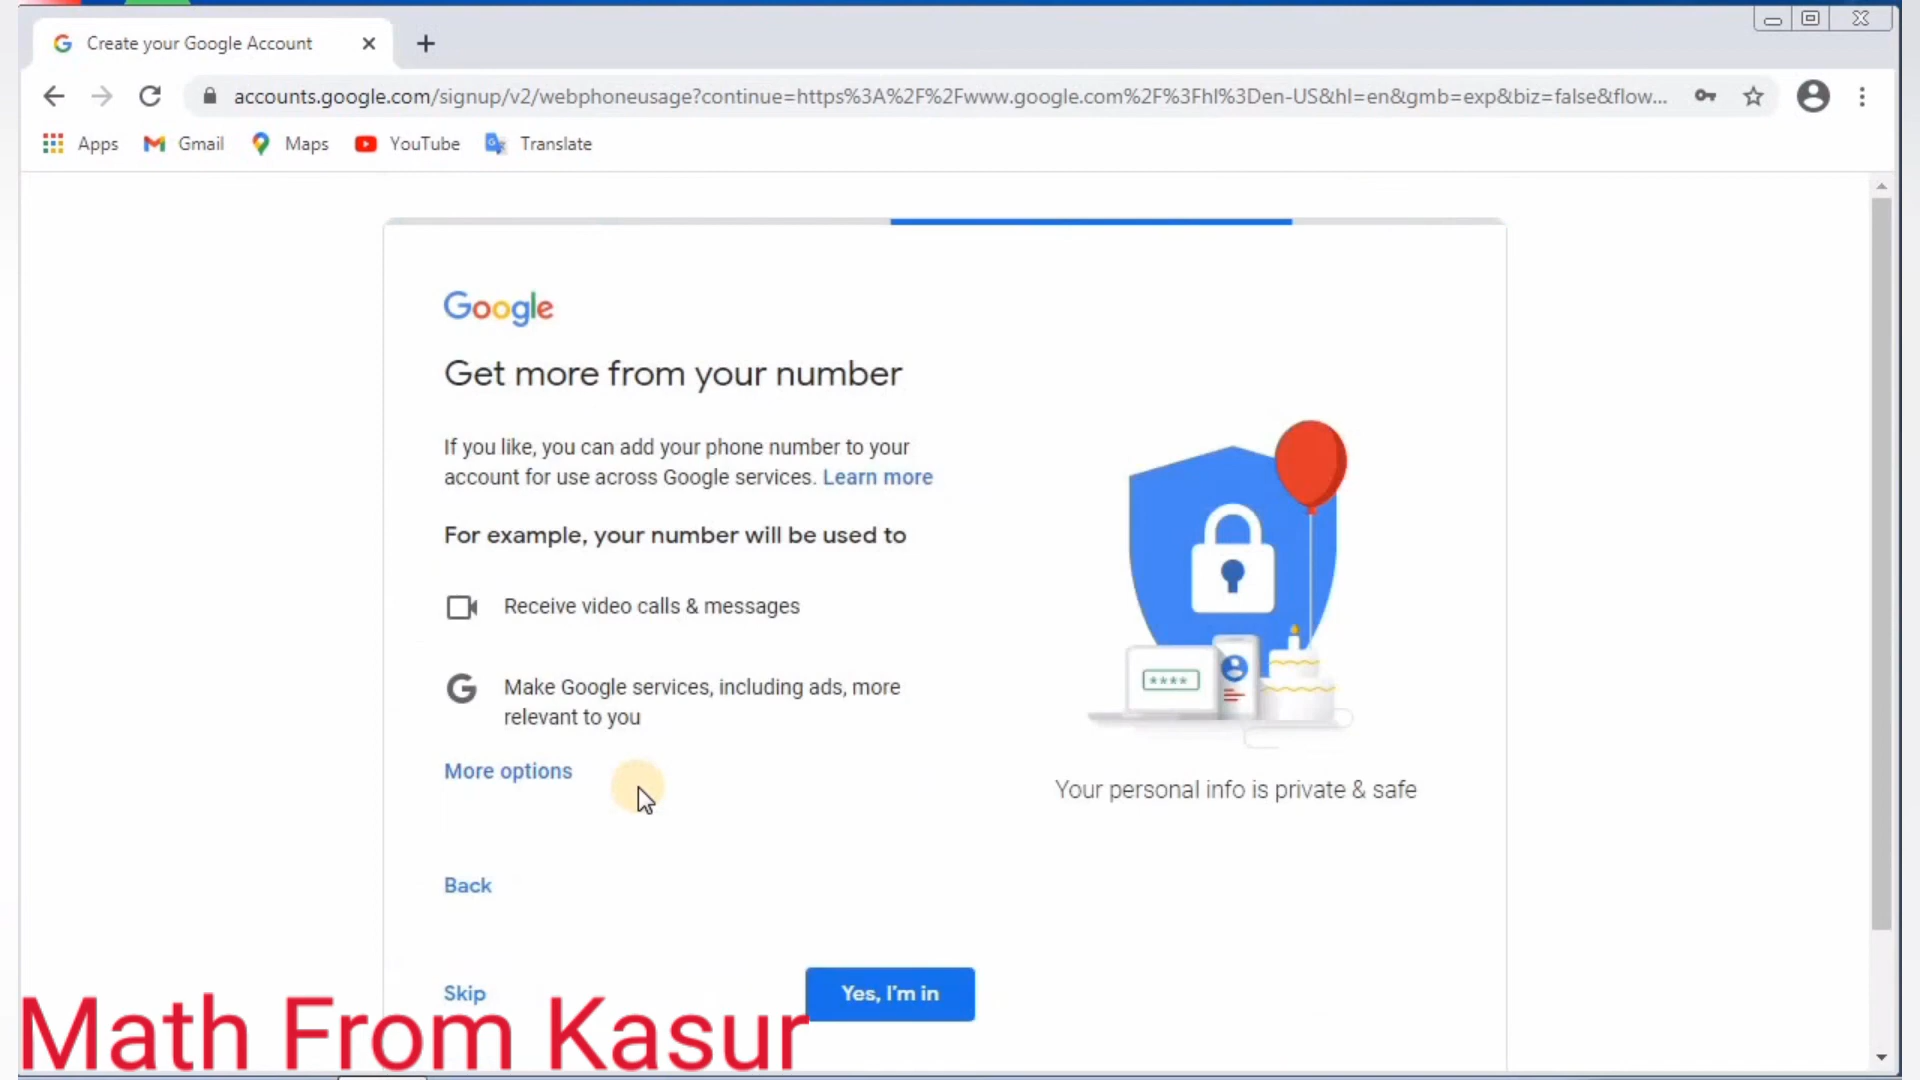 Create your Google Account
accounts.google.com/signup/v2/webphoneusage?continue=https%3A%2F%2Fwww.google.com%2F%3Fhl%3Den-US&hl=en&gmb=exp&biz=false&flow...
Apps Gmail Maps YouTube Translate
Google
Get more from your number
If you like, you can add your phone number to your
account for use across Google services. Learn more
For example, your number will be used to
Receive video calls & messages
Make Google services, including ads, more
relevant to you
More options
****
Your personal info is private & safe
Back
Skip
Yes, I'm in
Math From Kasur